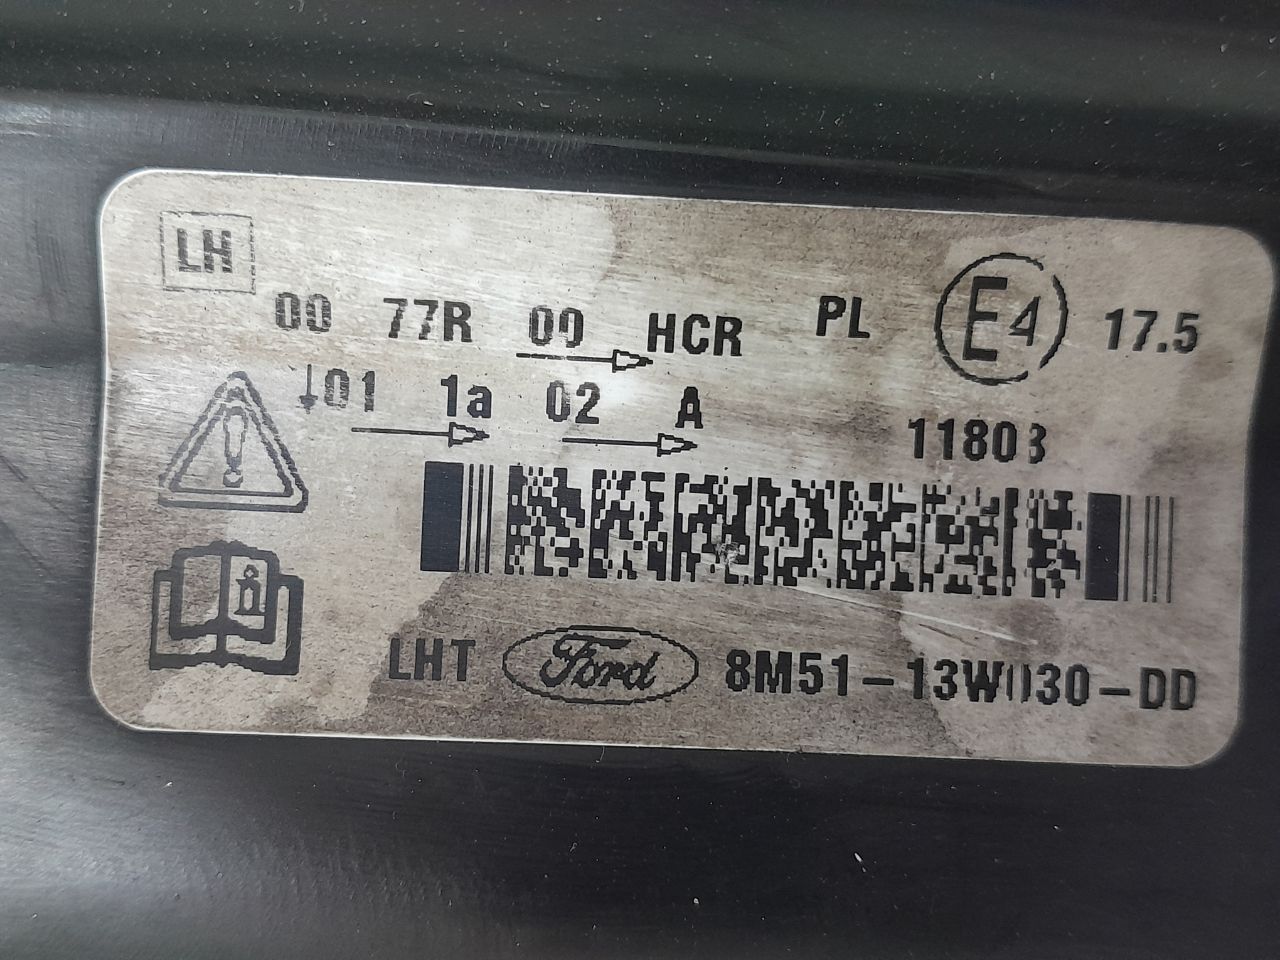 LH
00 77R 00 HCR PL E4 17.5
01 1a 02 A 11803
LHT Ford 8M51-13W030-DD